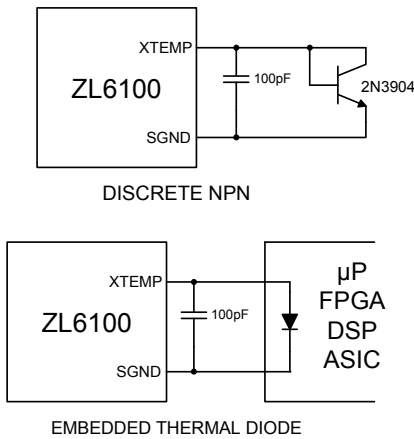 XTEMP
ZL6100
100pF
2N3904
SGND
DISCRETE NPN
XTEMP
µP
FPGA
ZL6100
100pF
DSP
ASIC
SGND
EMBEDDED THERMAL DIODE